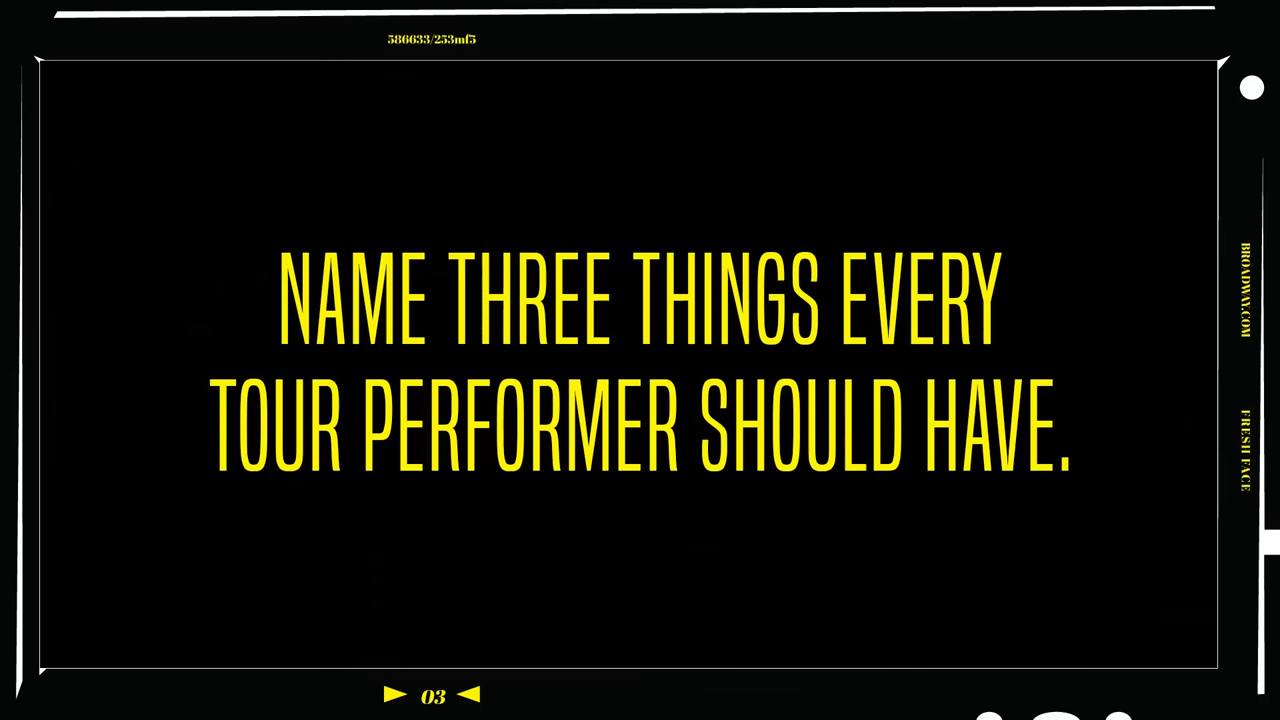 586633/253mf5
NAME THREE THINGS EVERY
TOUR PERFORMER SHOULD HAVE.
BROADWAY.COM
FRESH FACE
03